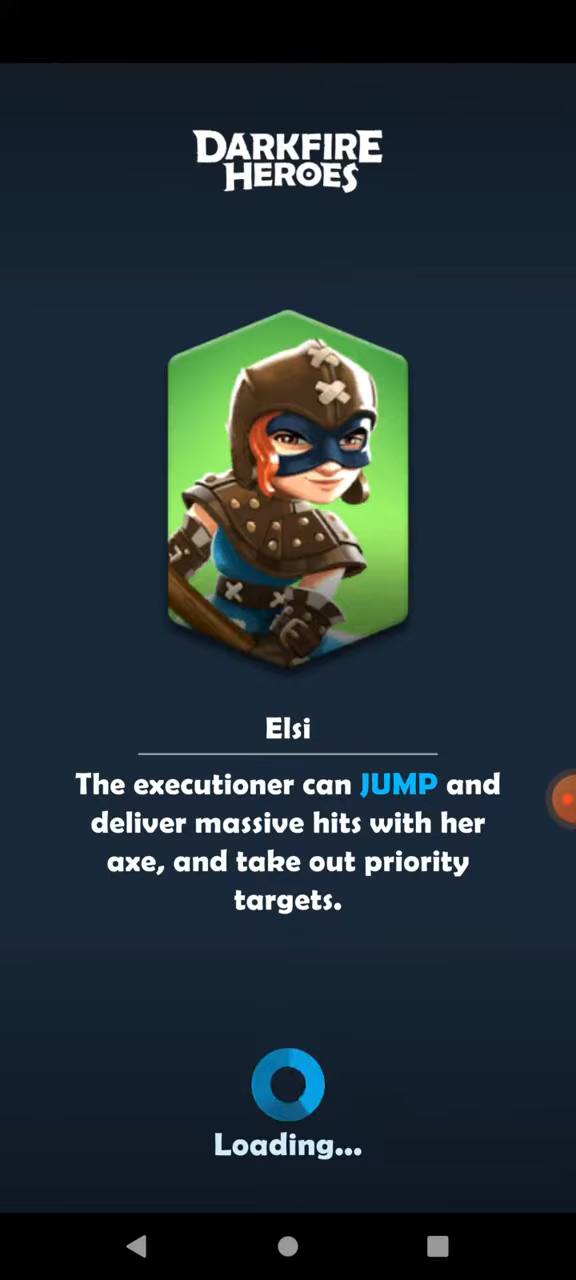 DARKFIRE
HEROES
Elsi
The executioner can JUMP and
deliver massive hits with her
axe, and take out priority
targets.
Loading...